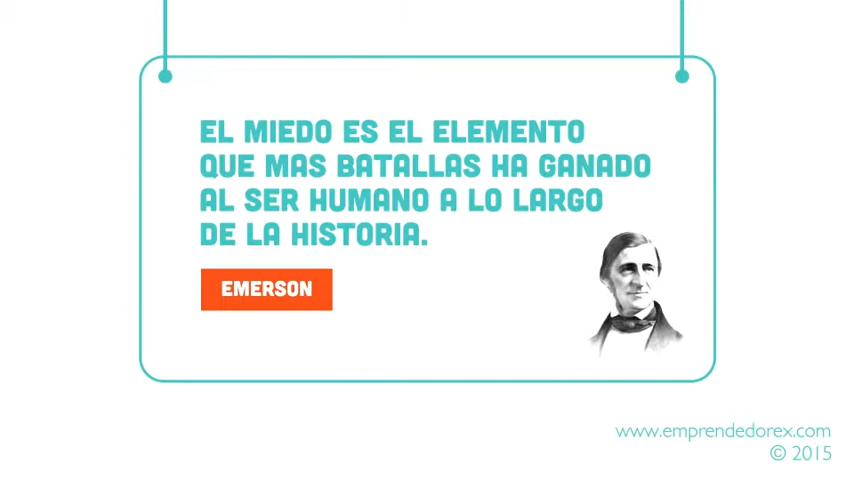 EL MIEDO ES EL ELEMENTO
QUE MAS BATALLAS HA GANADO
AL SER HUMANO A LO LARGO
DE LA HISTORIA.
EMERSON
www.emprendedorex.com
© 2015